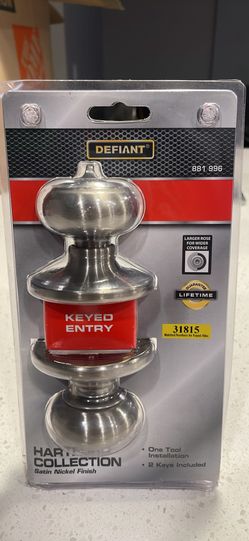 DEFIANT
881 996
LARGER ROSE
FOR WIDER
COVERAGE
KEYED
ENTRY
LIFETIME
31815
COLLECTION
Satin Nickel Finish
• One Tool
Installation
• 2 Keys Included